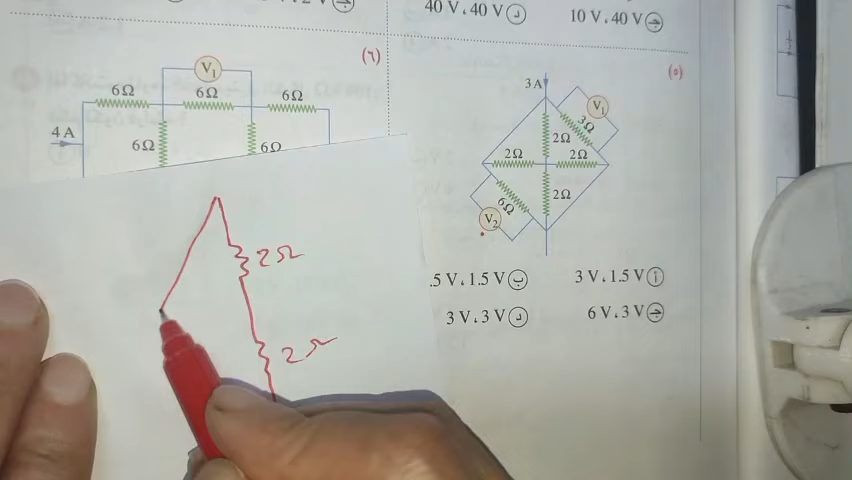 40 V، 40 V د
10 V، 40 V ج
(٦)
V₁
6Ω 6Ω 6Ω
4 A
6Ω 6Ω
(٥)
3 A
V₁
3Ω
2Ω
2Ω 2Ω
6Ω 2Ω
V₂
.5 V، 1.5 V ب
3 V، 1.5 V أ
3 V، 3 V د
6 V، 3 V ج
2Ω
2Ω